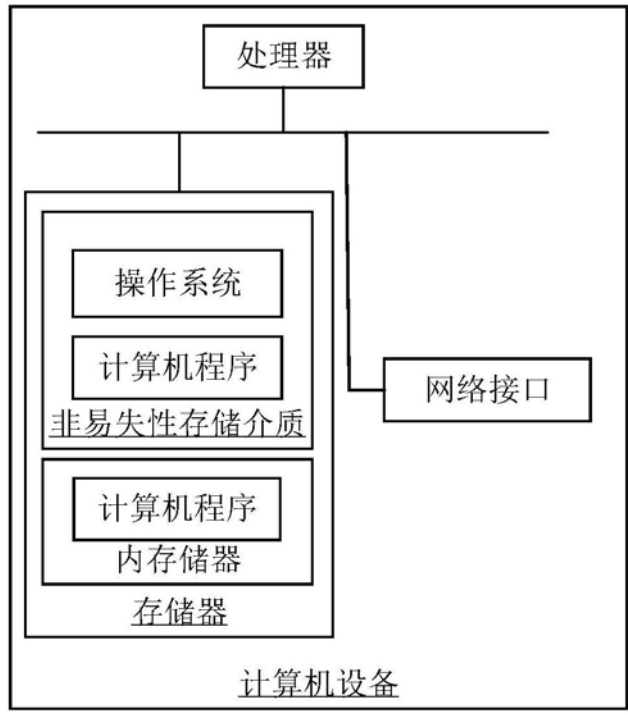 处理器
操作系统
计算机程序
非易失性存储介质
网络接口
计算机程序
内存储器
存储器
计算机设备